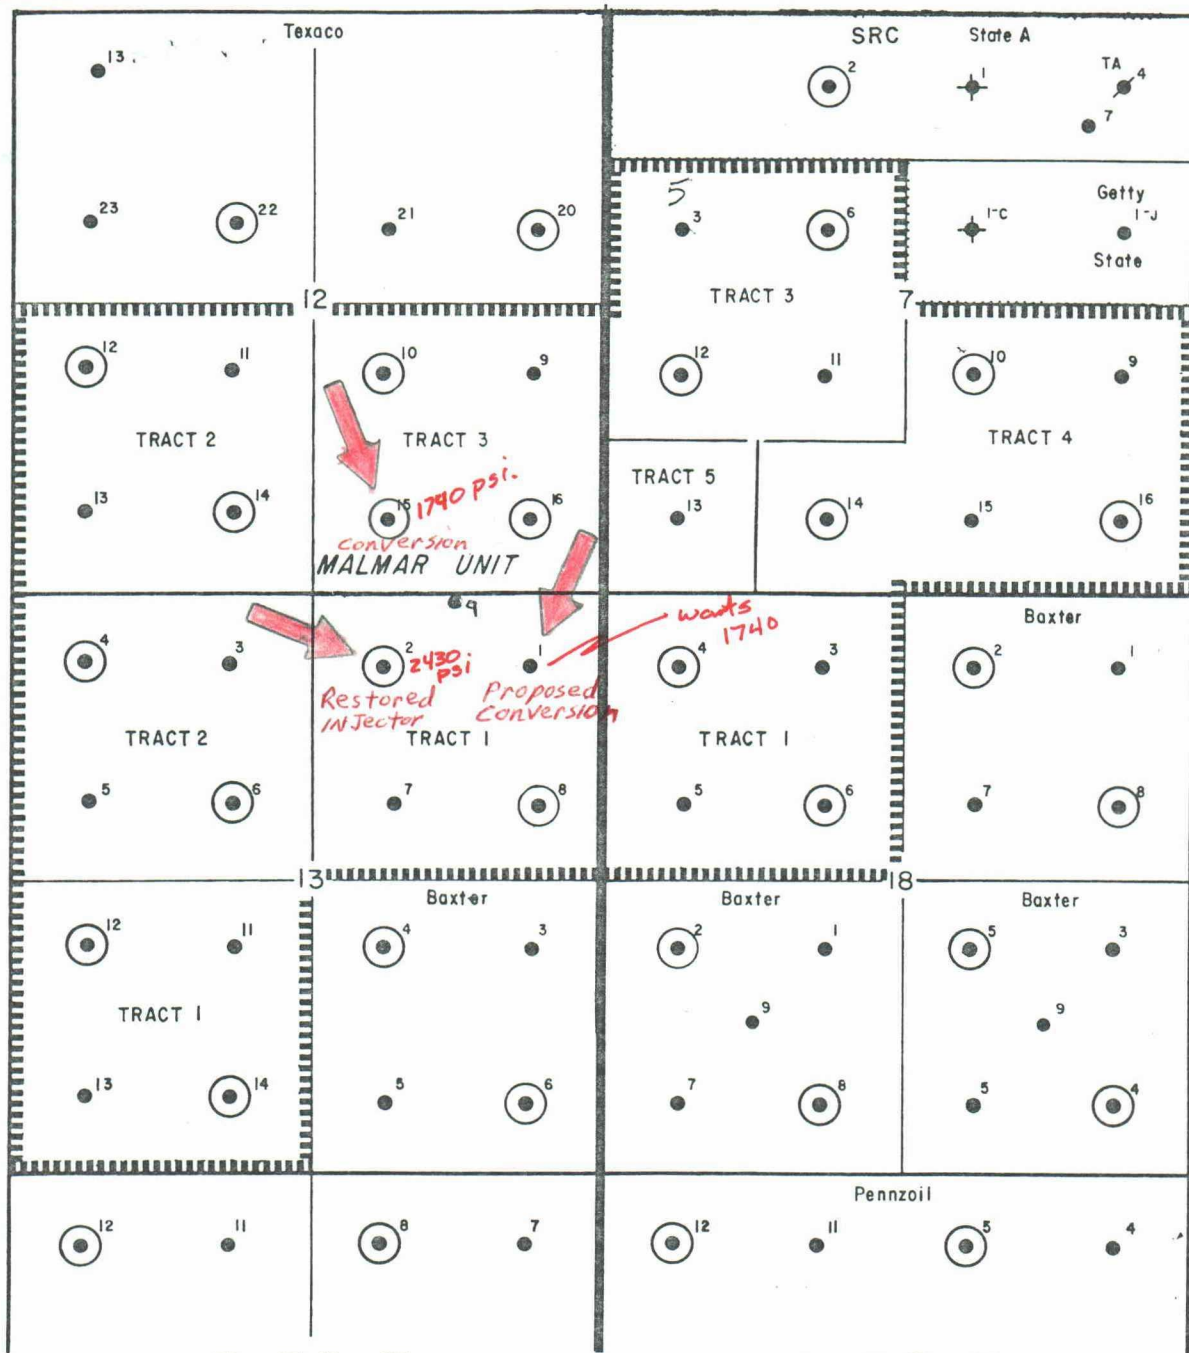 Texaco
SRC State A
13
2 1 TA 4
7
5
23 22 21 20 3 6 1-C Getty 1-J
State
TRACT 3
12 7
12 11 10 9 12 11 10 9
TRACT 2 TRACT 3 TRACT 4
TRACT 5
13 14 15 1740 psi. 16 13 14 15 16
Conversion
MALMAR UNIT
9 wants Baxter
1740
4 3 2 2430 psi 1 4 3 2 1
Restored Proposed
INJector Conversion
TRACT 2 TRACT 1 TRACT 1
5 6 7 8 5 6 7 8
13 18
Baxter Baxter Baxter
12 11 4 3 2 1 5 3
TRACT 1 9 9
13 14 5 6 7 8 5 4
Pennzoil
12 11 8 7 12 11 5 4